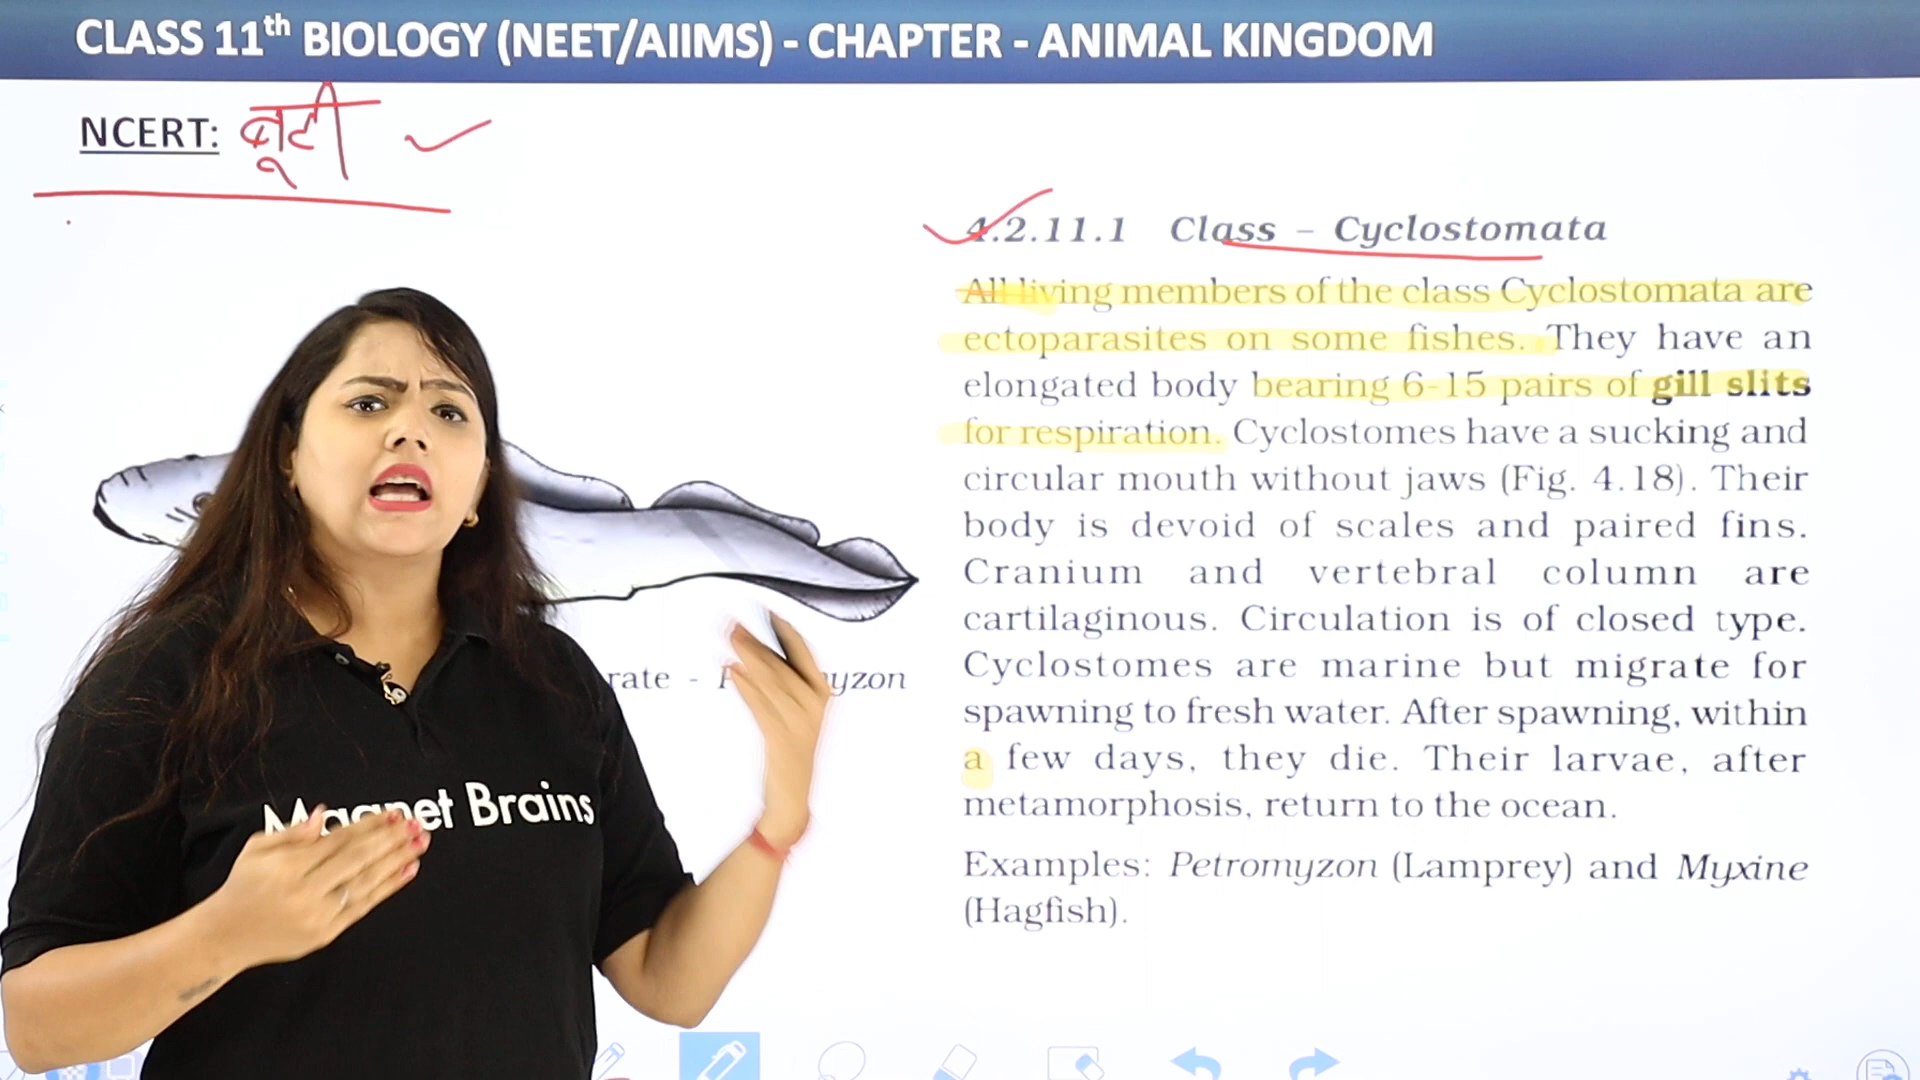 CLASS 11th BIOLOGY (NEET/AIIMS) - CHAPTER - ANIMAL KINGDOM
NCERT: बूटी
4.2.11.1 Class – Cyclostomata
All living members of the class Cyclostomata are
ectoparasites on some fishes. They have an
elongated body bearing 6-15 pairs of gill slits
for respiration. Cyclostomes have a sucking and
circular mouth without jaws (Fig. 4.18). Their
body is devoid of scales and paired fins.
Cranium and vertebral column are
cartilaginous. Circulation is of closed type.
Cyclostomes are marine but migrate for
spawning to fresh water. After spawning, within
a few days, they die. Their larvae, after
metamorphosis, return to the ocean.
Examples: Petromyzon (Lamprey) and Myxine
(Hagfish).
Magnet Brains